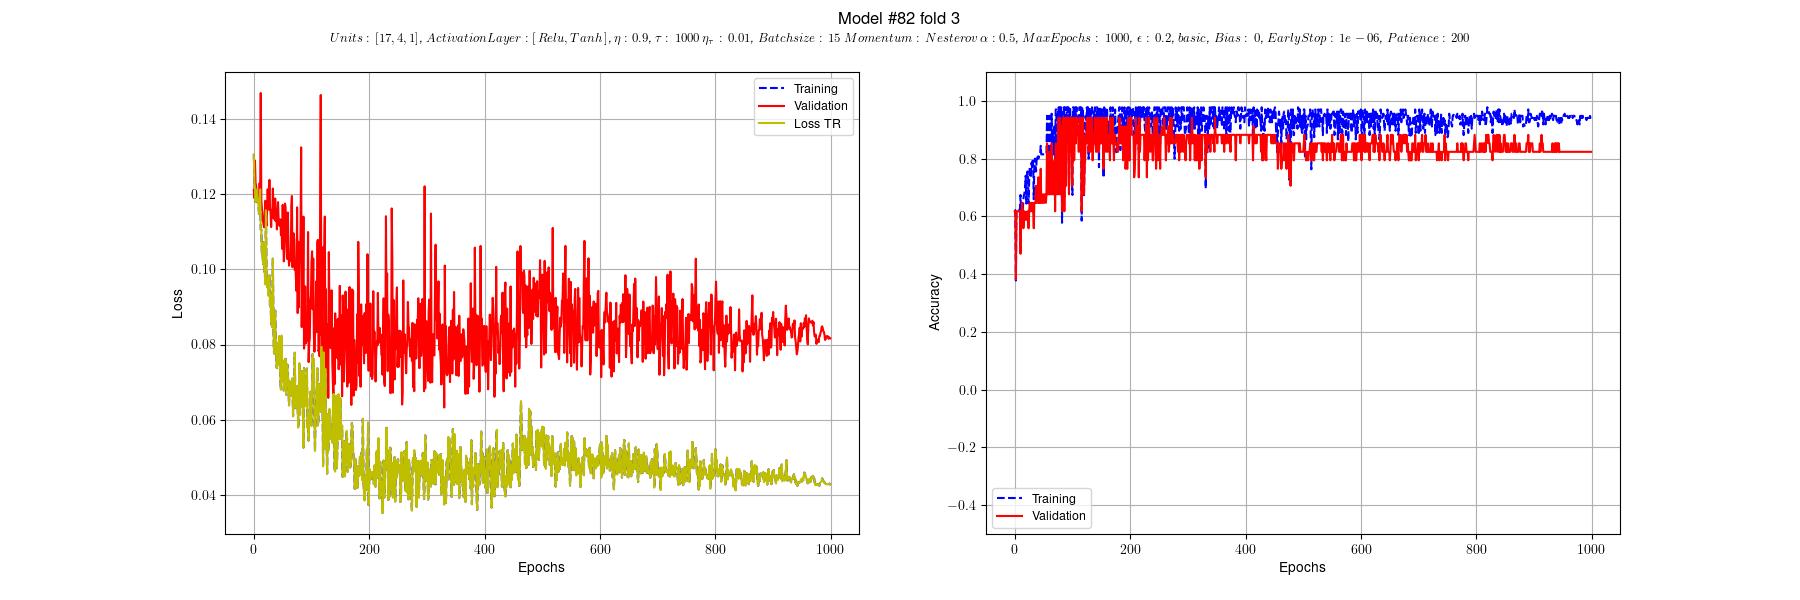 Model #82 fold 3
Units : [17, 4, 1], ActivationLayer : [Relu, Tanh], η : 0.9, τ : 1000 ητ : 0.01, Batchsize : 15 Momentum : Nesterov α : 0.5, MaxEpochs : 1000, ϵ : 0.2, basic, Bias : 0, EarlyStop : 1e − 06, Patience : 200
Training
Validation
Loss TR
0.14
0.12
0.10
0.08
0.06
0.04
Loss
0 200 400 600 800 1000
Epochs
1.0
0.8
0.6
0.4
0.2
0.0
−0.2
−0.4
Accuracy
Training
Validation
0 200 400 600 800 1000
Epochs